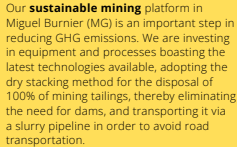 Our sustainable mining platform in
Miguel Burnier (MG) is an important step in
reducing GHG emissions. We are investing
in equipment and processes boasting the
latest technologies available, adopting the
dry stacking method for the disposal of
100% of mining tailings, thereby eliminating
the need for dams, and transporting it via
a slurry pipeline in order to avoid road
transportation.